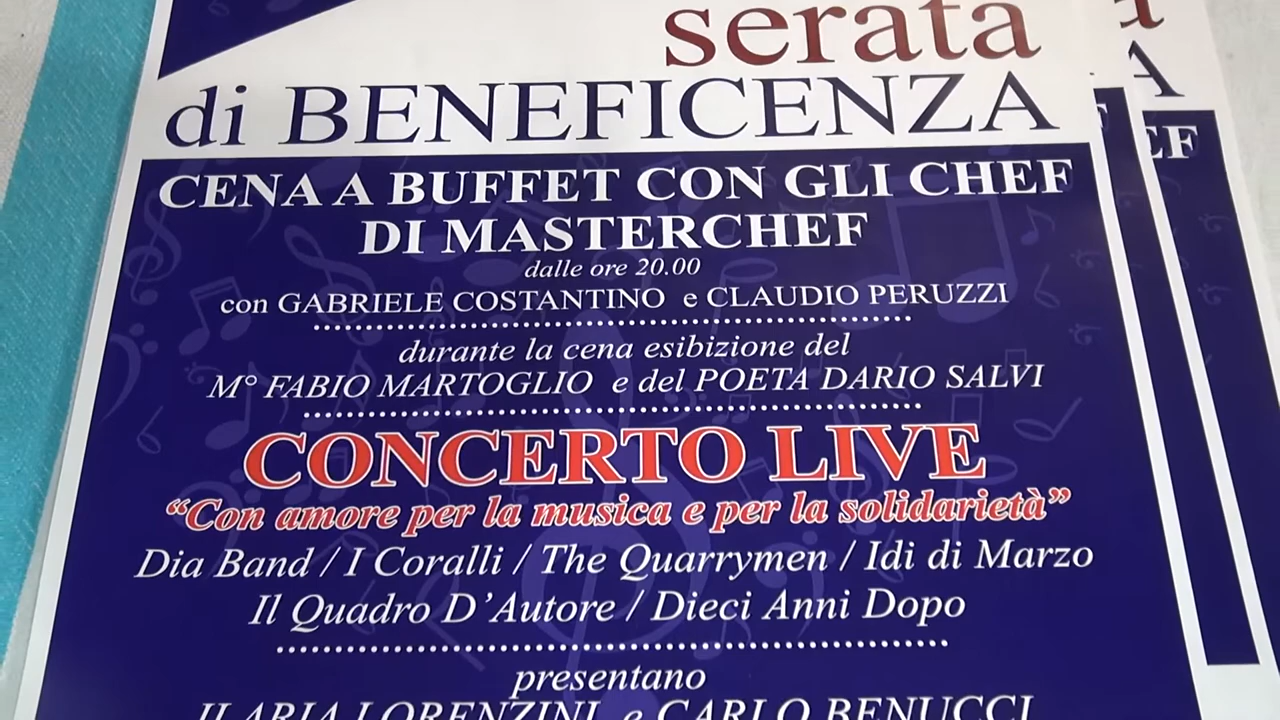 serata
di BENEFICENZA
CENA A BUFFET CON GLI CHEF
DI MASTERCHEF
dalle ore 20.00
con GABRIELE COSTANTINO e CLAUDIO PERUZZI
durante la cena esibizione del
M° FABIO MARTOGLIO e del POETA DARIO SALVI
CONCERTO LIVE
“Con amore per la musica e per la solidarietà”
Dia Band / I Coralli / The Quarrymen / Idi di Marzo
Il Quadro D’Autore / Dieci Anni Dopo
presentano
ILARIA LORENZINI e CARLO BENUCCI
a
A
EF